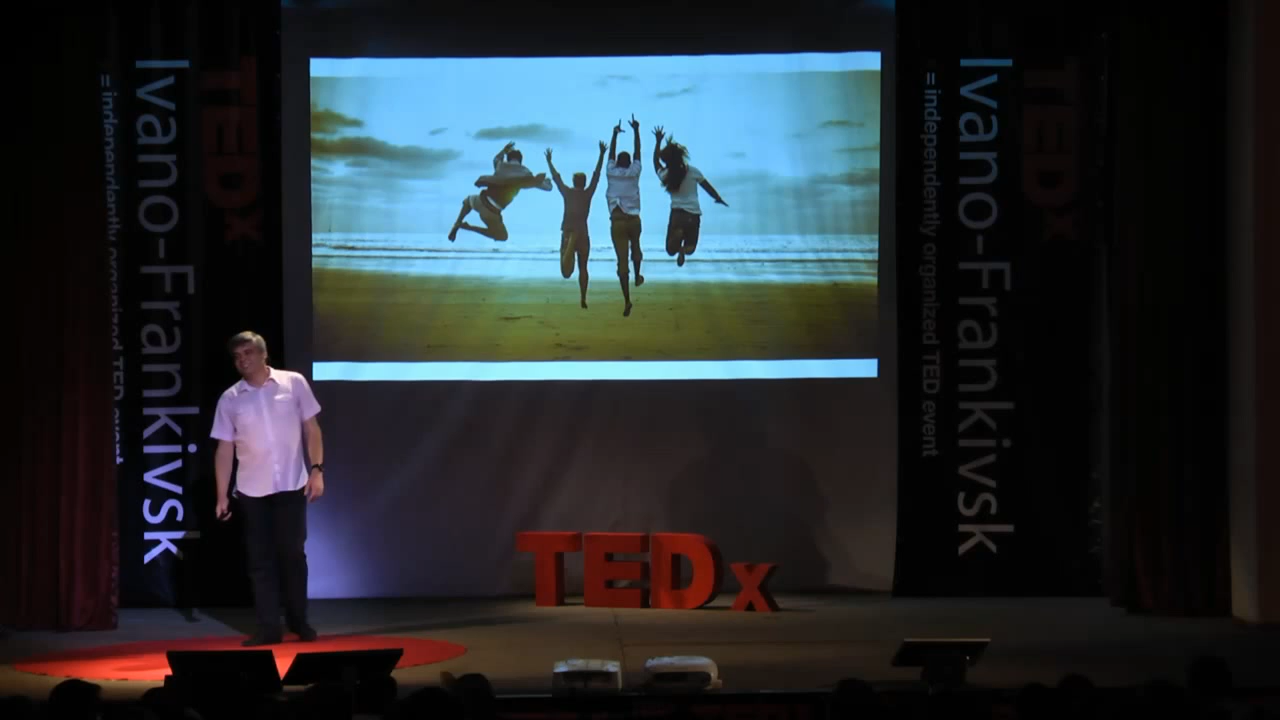 TEDx
Ivano-Frankivsk
= independently organized TED event
TEDx
TEDx
Ivano-Frankivsk
= independently organized TED event